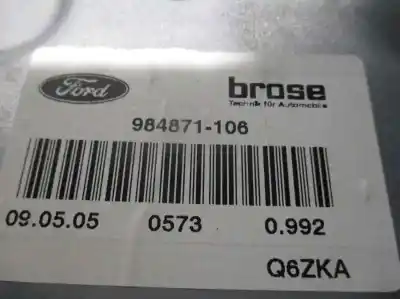 Ford brose
Technik für Automobile
984871-106
09.05.05 0573 0.992
Q6ZKA